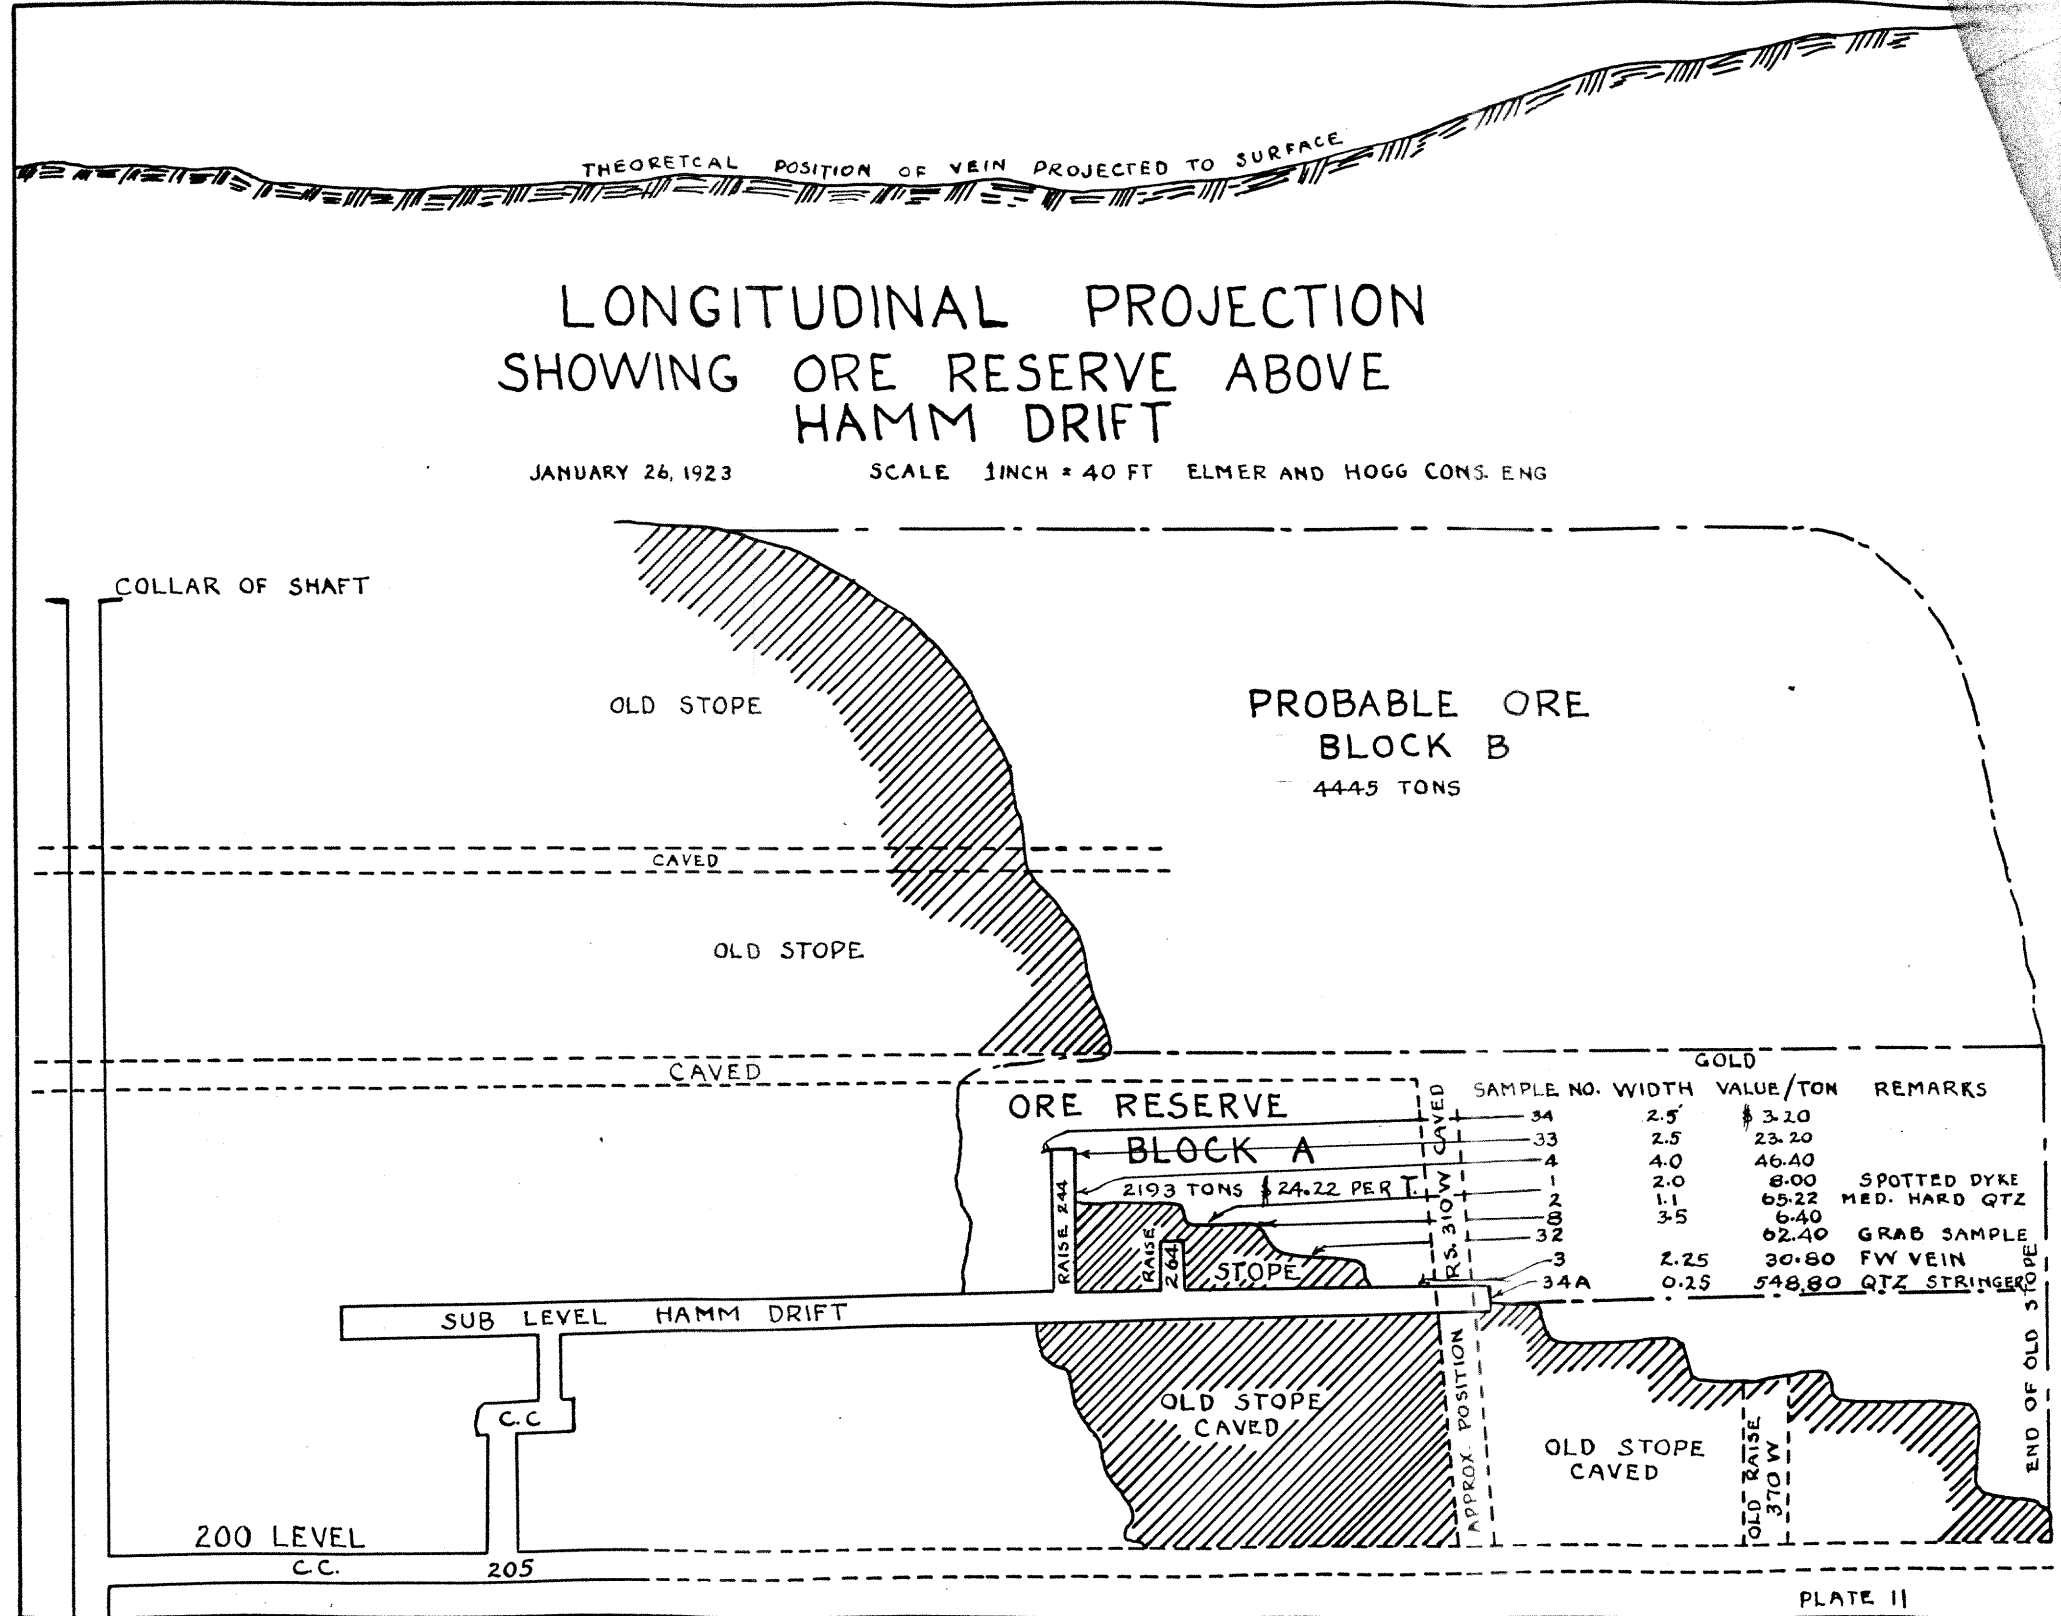 THEORETCAL POSITION OF VEIN PROJECTED TO SURFACE
LONGITUDINAL PROJECTION
SHOWING ORE RESERVE ABOVE
HAMM DRIFT
JANUARY 26, 1923 SCALE 1 INCH = 40 FT ELMER AND HOGG CONS. ENG
COLLAR OF SHAFT
OLD STOPE
PROBABLE ORE
BLOCK B
4445 TONS
CAVED
OLD STOPE
CAVED
ORE RESERVE
BLOCK A
2193 TONS $24.22 PER T.
RAISE 244
RAISE
264
STOPE
RS. 310 W CAVED
GOLD
SAMPLE NO. WIDTH VALUE/TON REMARKS
34 2.5' $ 3.20
33 2.5 23.20
4 4.0 46.40
1 2.0 8.00 SPOTTED DYKE
2 1.1 65.22 MED. HARD QTZ
8 3.5 6.40
32 62.40 GRAB SAMPLE
3 2.25 30.80 FW VEIN
34A 0.25 548.80 QTZ STRINGER
SUB LEVEL HAMM DRIFT
C.C
OLD STOPE
CAVED
APPROX. POSITION
OLD STOPE
CAVED
OLD RAISE
370 W
END OF OLD STOPE
200 LEVEL
C.C. 205
PLATE 11